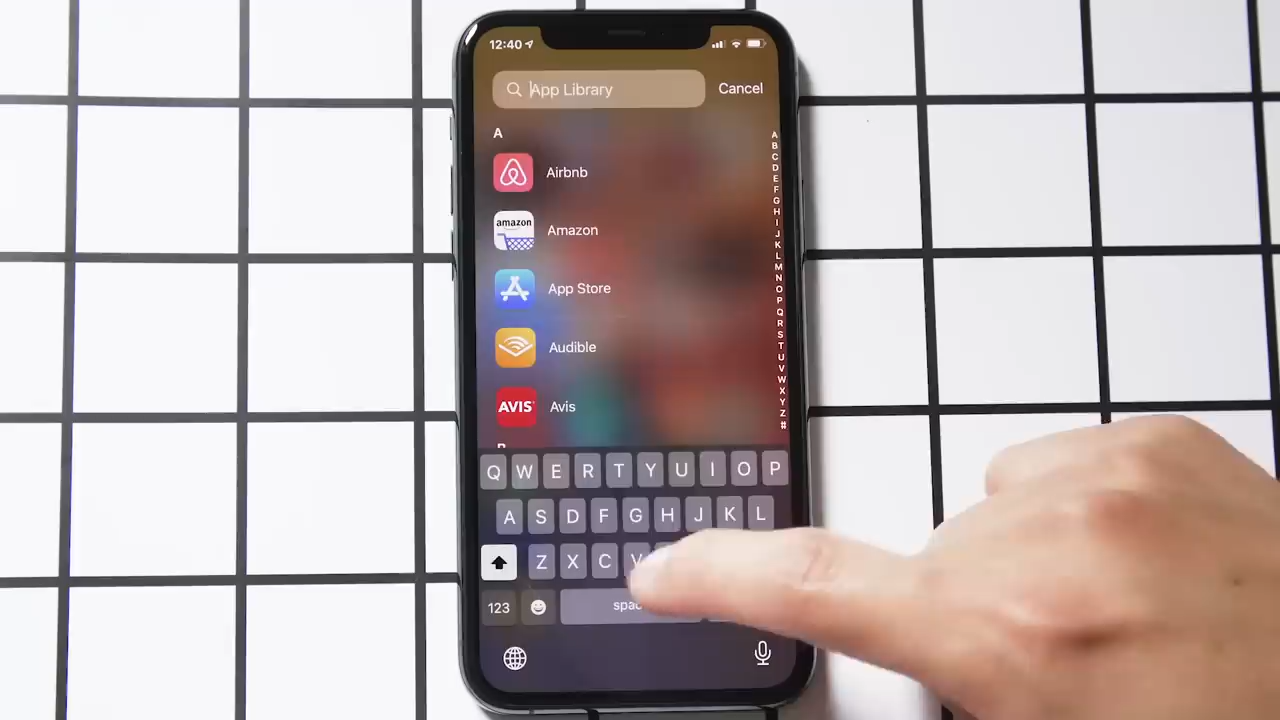 12:40
App Library Cancel
A
Airbnb
amazon Amazon
App Store
Audible
AVIS Avis
A
B
C
D
E
F
G
H
I
J
K
L
M
N
O
P
Q
R
S
T
U
V
W
X
Y
Z
#
Q W E R T Y U I O P
A S D F G H J K L
Z X C V
123